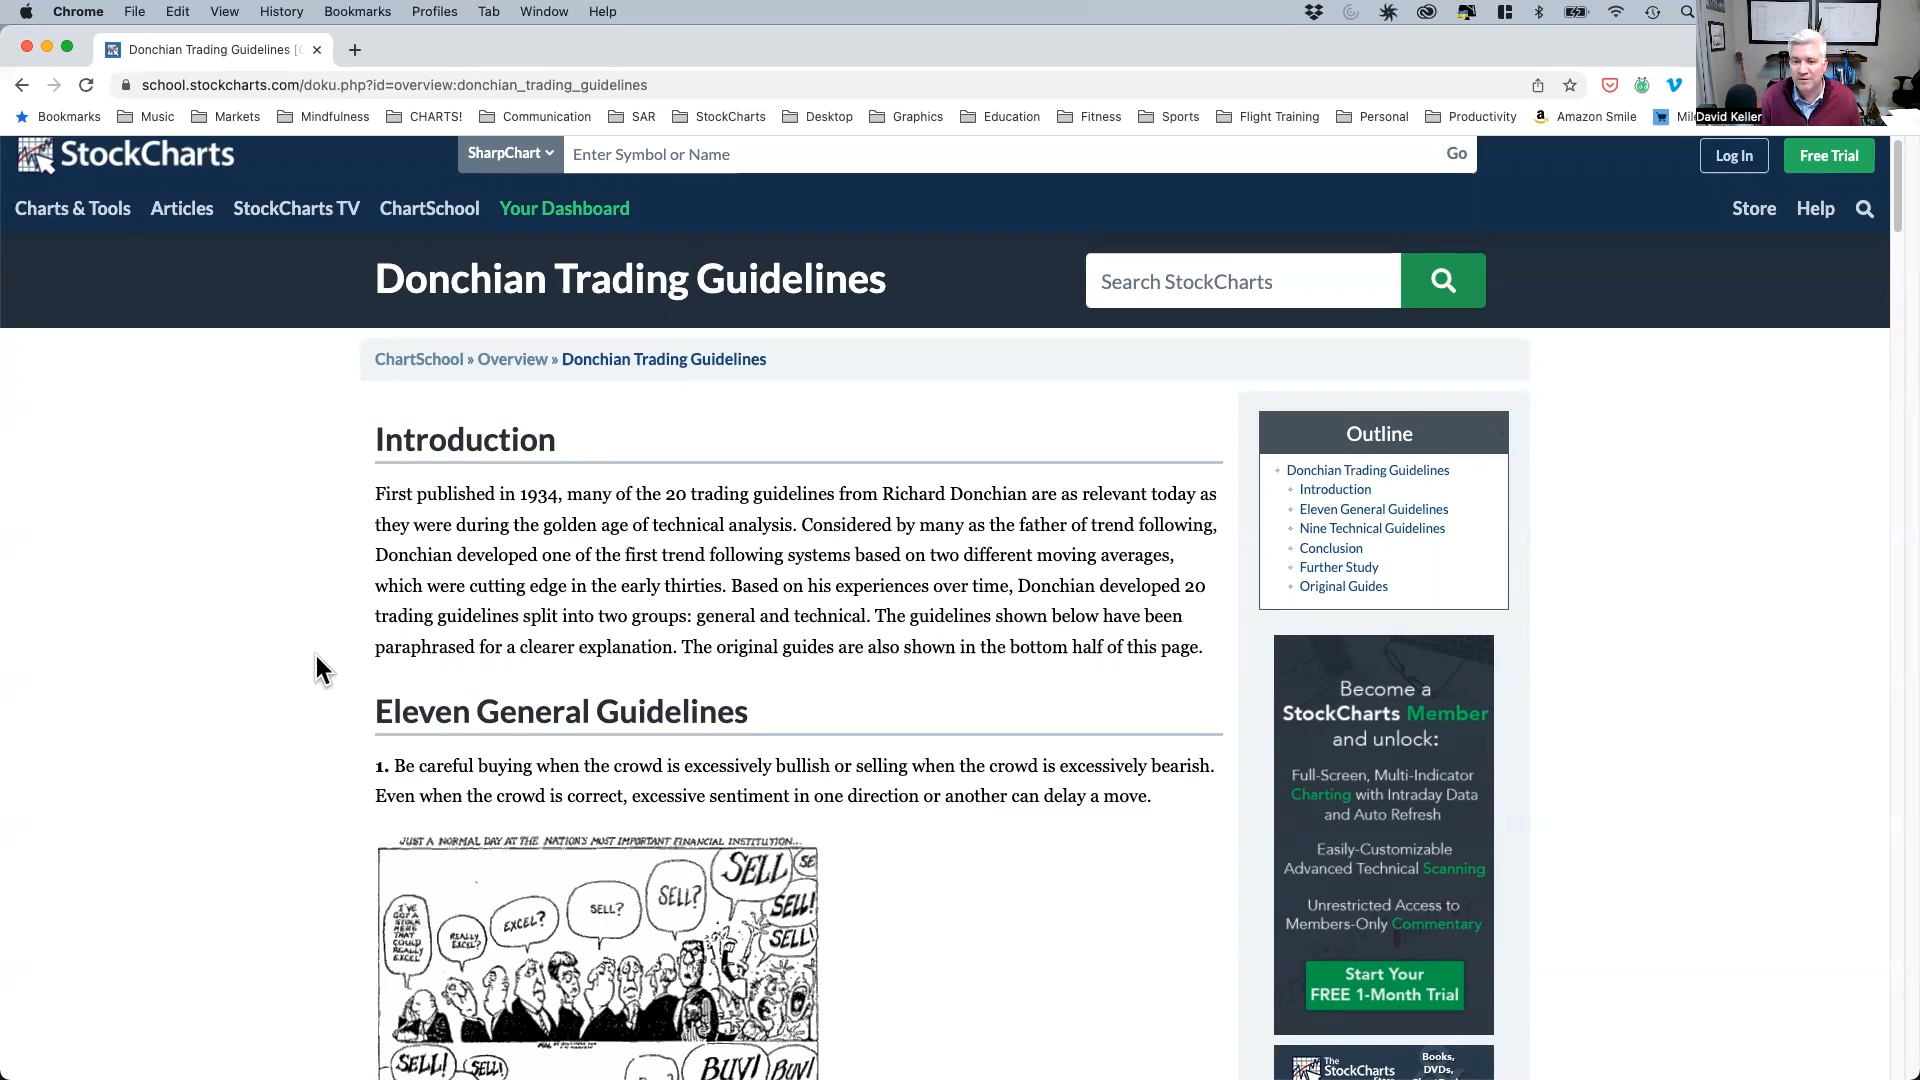 Chrome File Edit View History Bookmarks Profiles Tab Window Help
Donchian Trading Guidelines [
school.stockcharts.com/doku.php?id=overview:donchian_trading_guidelines
Bookmarks Music Markets Mindfulness CHARTS! Communication SAR StockCharts Desktop Graphics Education Fitness Sports Flight Training Personal Productivity Amazon Smile
David Keller
StockCharts
SharpChart Enter Symbol or Name Go
Log In Free Trial
Charts & Tools Articles StockCharts TV ChartSchool Your Dashboard
Store Help
Donchian Trading Guidelines
Search StockCharts
ChartSchool » Overview » Donchian Trading Guidelines
Introduction
First published in 1934, many of the 20 trading guidelines from Richard Donchian are as relevant today as
they were during the golden age of technical analysis. Considered by many as the father of trend following,
Donchian developed one of the first trend following systems based on two different moving averages,
which were cutting edge in the early thirties. Based on his experiences over time, Donchian developed 20
trading guidelines split into two groups: general and technical. The guidelines shown below have been
paraphrased for a clearer explanation. The original guides are also shown in the bottom half of this page.
Eleven General Guidelines
1. Be careful buying when the crowd is excessively bullish or selling when the crowd is excessively bearish.
Even when the crowd is correct, excessive sentiment in one direction or another can delay a move.
JUST A NORMAL DAY AT THE NATION'S MOST IMPORTANT FINANCIAL INSTITUTION...
I'VE
GOT A
STOCK
HERE
THAT
COULD
REALLY
EXCEL
REALLY
EXCEL?
EXCEL?
SELL?
SELL?
SELL
SE
SELL!
SELL!
SELL!
SELL!
BUY!
BUY!
Outline
Donchian Trading Guidelines
Introduction
Eleven General Guidelines
Nine Technical Guidelines
Conclusion
Further Study
Original Guides
Become a
StockCharts Member
and unlock:
Full-Screen, Multi-Indicator
Charting with Intraday Data
and Auto Refresh
Easily-Customizable
Advanced Technical Scanning
Unrestricted Access to
Members-Only Commentary
Start Your
FREE 1-Month Trial
The
StockCharts
Books,
DVDs,